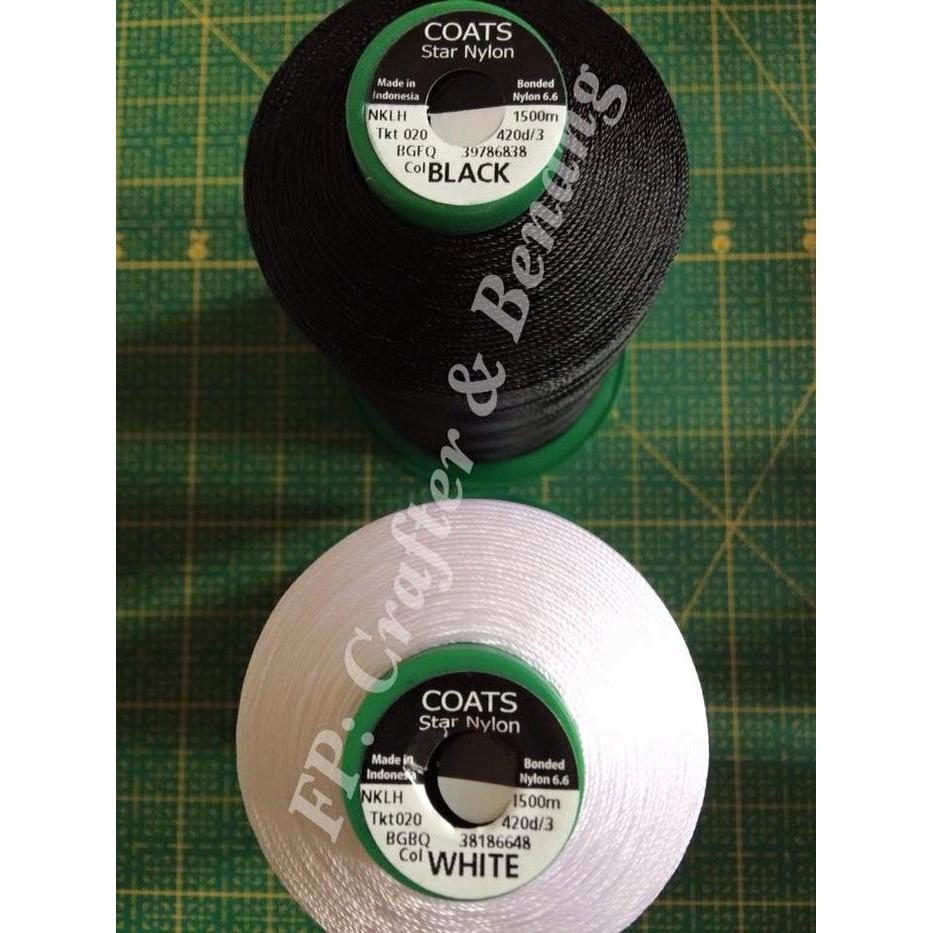 COATS
Star Nylon
Made in Indonesia
Bonded Nylon 6.6
NKLH 1500m
Tkt 020 420d/3
BGFQ 39786838
Col BLACK
FP: Crafter & Benang
COATS
Star Nylon
Made in Indonesia
Bonded Nylon 6.6
NKLH 1500m
Tkt020 420d/3
BGBQ 38186648
Col WHITE